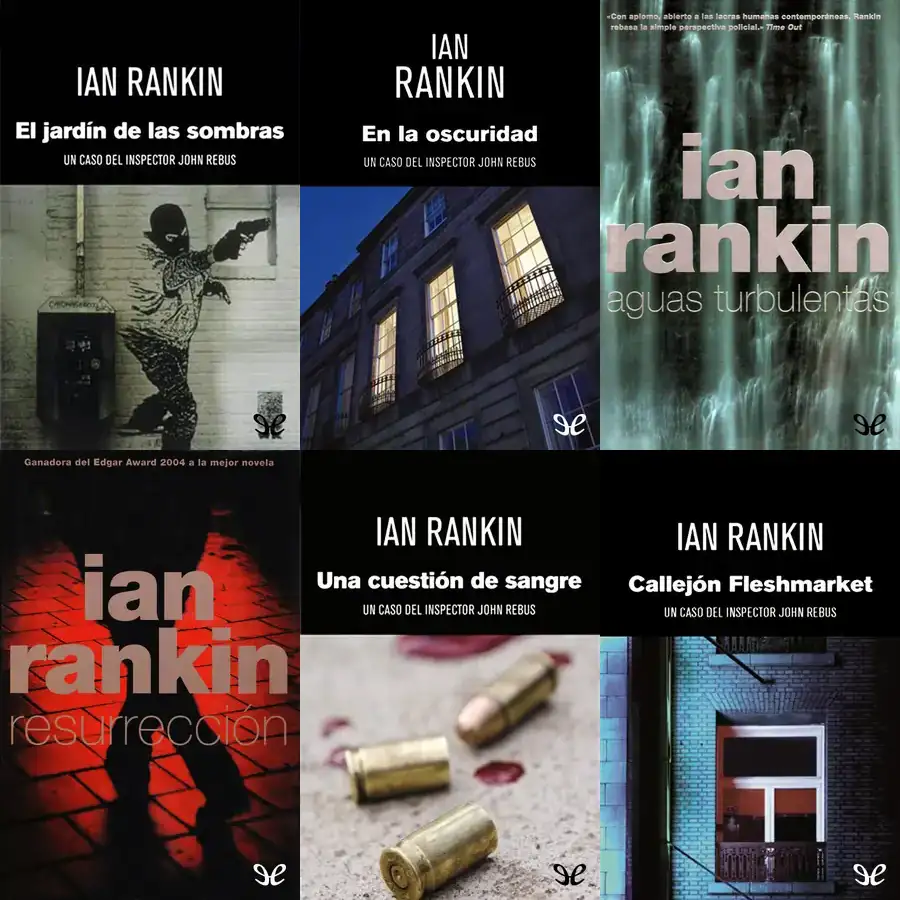 IAN RANKIN
El jardín de las sombras
UN CASO DEL INSPECTOR JOHN REBUS
IAN
RANKIN
En la oscuridad
UN CASO DEL INSPECTOR JOHN REBUS
«Con aplomo, abierto a las lacras humanas contemporáneas, Rankin
rebasa la simple perspectiva policial.» Time Out
ian
rankin
aguas turbulentas
Ganadora del Edgar Award 2004 a la mejor novela
ian
rankin
resurrección
IAN RANKIN
Una cuestión de sangre
UN CASO DEL INSPECTOR JOHN REBUS
IAN RANKIN
Callejón Fleshmarket
UN CASO DEL INSPECTOR JOHN REBUS